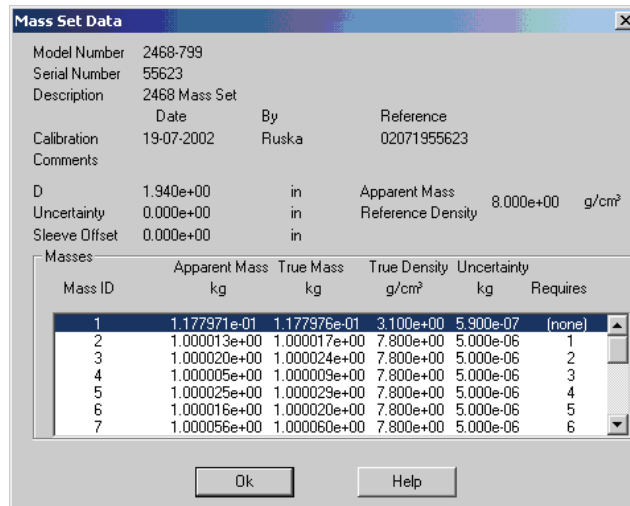 Mass Set Data
Model Number 2468-799
Serial Number 55623
Description 2468 Mass Set
Date By Reference
Calibration 19-07-2002 Ruska 02071955623
Comments
D 1.940e+00 in Apparent Mass
Reference Density 8.000e+00 g/cm³
Uncertainty 0.000e+00 in
Sleeve Offset 0.000e+00 in
Masses
Apparent Mass True Mass True Density Uncertainty
Mass ID kg kg g/cm³ kg Requires
1 1.177971e-01 1.177976e-01 3.100e+00 5.900e-07 (none)
2 1.000013e+00 1.000017e+00 7.800e+00 5.000e-06 1
3 1.000020e+00 1.000024e+00 7.800e+00 5.000e-06 2
4 1.000005e+00 1.000009e+00 7.800e+00 5.000e-06 3
5 1.000025e+00 1.000029e+00 7.800e+00 5.000e-06 4
6 1.000016e+00 1.000020e+00 7.800e+00 5.000e-06 5
7 1.000056e+00 1.000060e+00 7.800e+00 5.000e-06 6
Ok Help